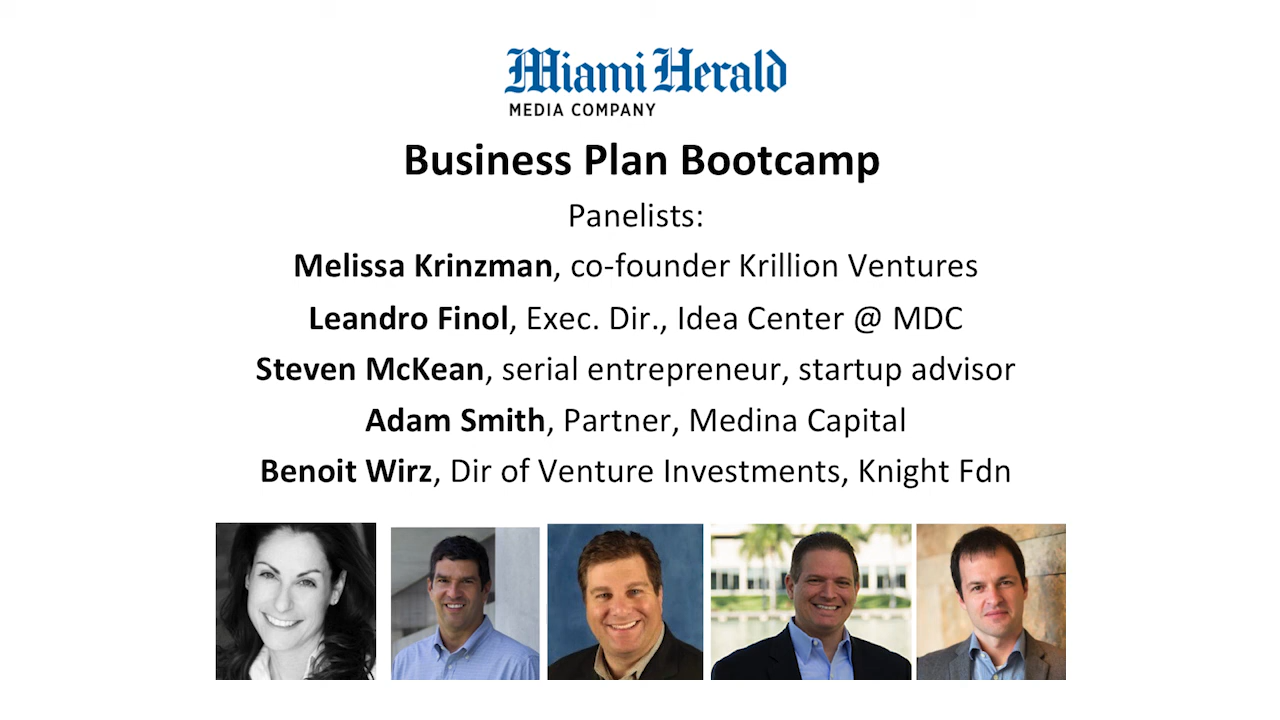 Miami Herald
MEDIA COMPANY
Business Plan Bootcamp
Panelists:
Melissa Krinzman, co-founder Krillion Ventures
Leandro Finol, Exec. Dir., Idea Center @ MDC
Steven McKean, serial entrepreneur, startup advisor
Adam Smith, Partner, Medina Capital
Benoit Wirz, Dir of Venture Investments, Knight Fdn